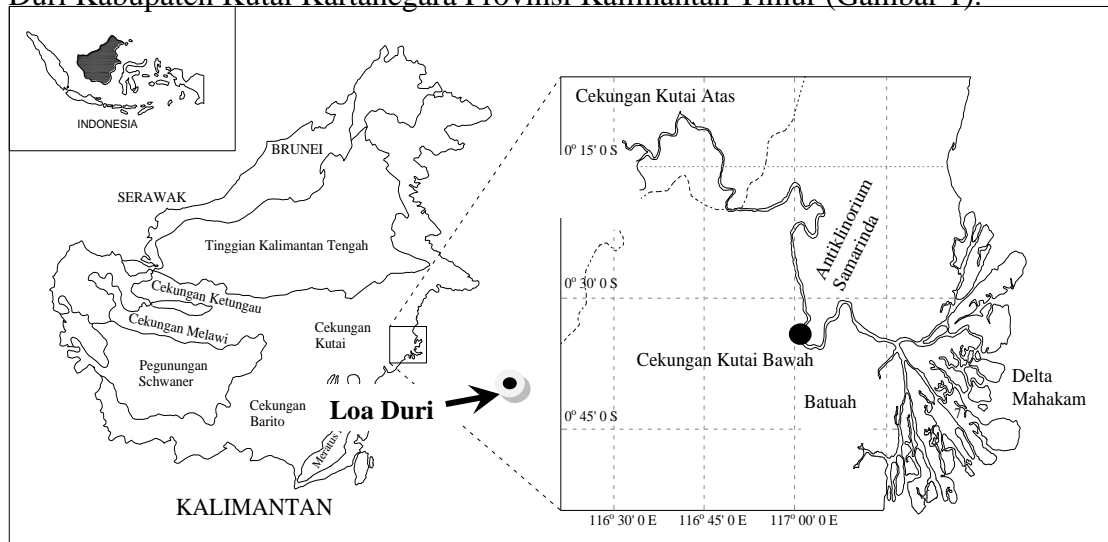 Duri Kabupaten Kutai Kartanegara Provinsi Kalimantan Timur (Gambar 1).
INDONESIA
BRUNEI
SERAWAK
Tinggian Kalimantan Tengah
Cekungan Ketungau
Cekungan Melawi
Cekungan
Kutai
Pegunungan
Schwaner
Cekungan
Barito
Loa Duri
Meratus
KALIMANTAN
Cekungan Kutai Atas
0° 15' 0 S
Antiklinorium
Samarinda
0° 30' 0 S
Cekungan Kutai Bawah
Batuah
Delta
Mahakam
0° 45' 0 S
116° 30' 0 E
116° 45' 0 E
117° 00' 0 E